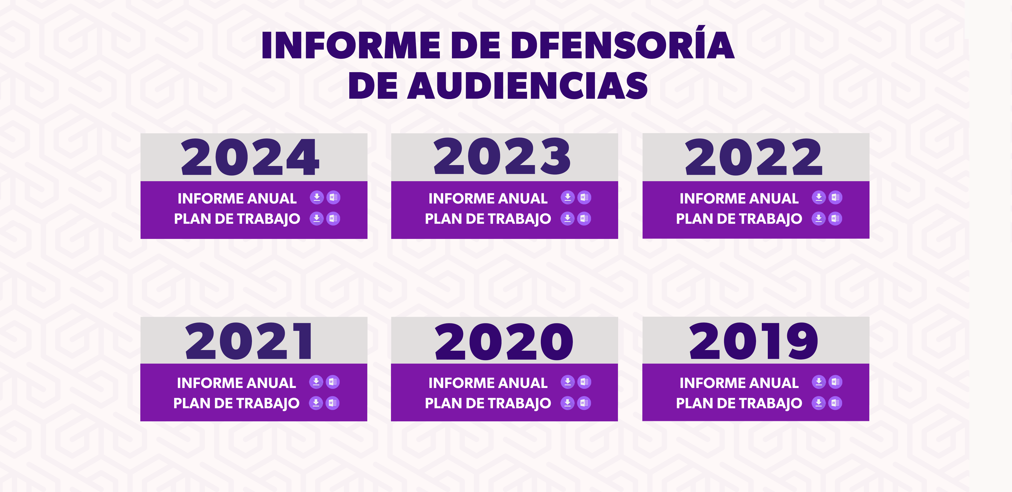 INFORME DE DFENSORÍA
DE AUDIENCIAS
2024
INFORME ANUAL
PLAN DE TRABAJO
2023
INFORME ANUAL
PLAN DE TRABAJO
2022
INFORME ANUAL
PLAN DE TRABAJO
2021
INFORME ANUAL
PLAN DE TRABAJO
2020
INFORME ANUAL
PLAN DE TRABAJO
2019
INFORME ANUAL
PLAN DE TRABAJO